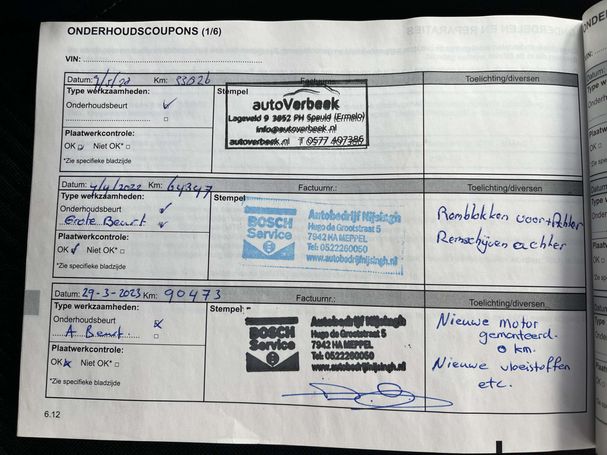 ONDERHOUDSCOUPONS (1/6)
VIN:
Datum: Km: 33026 Factuurnr.: Toelichting/diversen
Type werkzaamheden: Stempel
Onderhoudsbeurt
autoVerbeek
Lageveld 9 3852 PH Speuld (Ermelo)
info@autoverbeek.nl
autoverbeek.nl T 0577 407386
Plaatwerkcontrole:
OK Niet OK*
*Zie specifieke bladzijde
Datum: 4/4/2022 Km: 64347 Factuurnr.: Toelichting/diversen
Type werkzaamheden: Stempel
Onderhoudsbeurt
Grote Beurt
BOSCH Service
Autobedrijf Nijsingh
Hugo de Grootstraat 5
7942 HA MEPPEL
Tel: 0522260050
www.autobedrijfnijsingh.nl
Remblokken voor + Achter
Remschijven achter
Plaatwerkcontrole:
OK Niet OK*
*Zie specifieke bladzijde
Datum: 29-3-2023 Km: 90473 Factuurnr.: Toelichting/diversen
Type werkzaamheden: Stempel:
Onderhoudsbeurt
A Beurt
BOSCH Service
Autobedrijf Nijsingh
Hugo de Grootstraat 5
7942 HA MEPPEL
Tel: 0522260050
www.autobedrijfnijsingh.nl
Nieuwe motor
gemonteerd.
0 km.
Nieuwe vloeistoffen
etc.
Plaatwerkcontrole:
OK Niet OK*
*Zie specifieke bladzijde
6.12